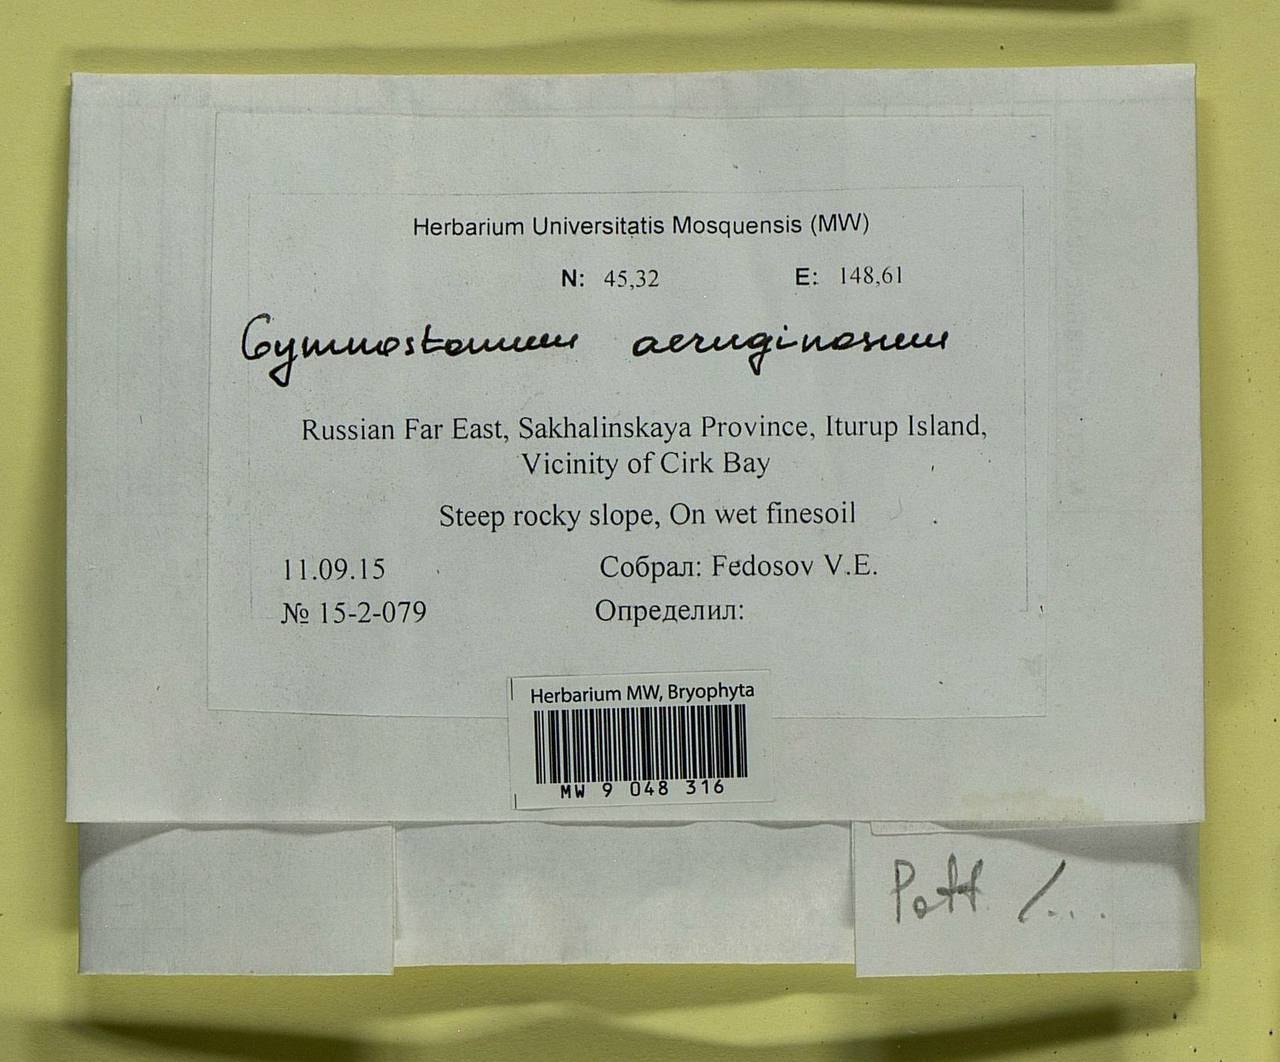 Herbarium Universitatis Mosquensis (MW)
N: 45,32 E: 148,61
Gymnostomum aeruginosum
Russian Far East, Sakhalinskaya Province, Iturup Island,
Vicinity of Cirk Bay
Steep rocky slope, On wet finesoil
11.09.15 Собрал: Fedosov V.E.
№ 15-2-079 Определил:
Herbarium MW, Bryophyta
MW 9 048 316
Pott /...